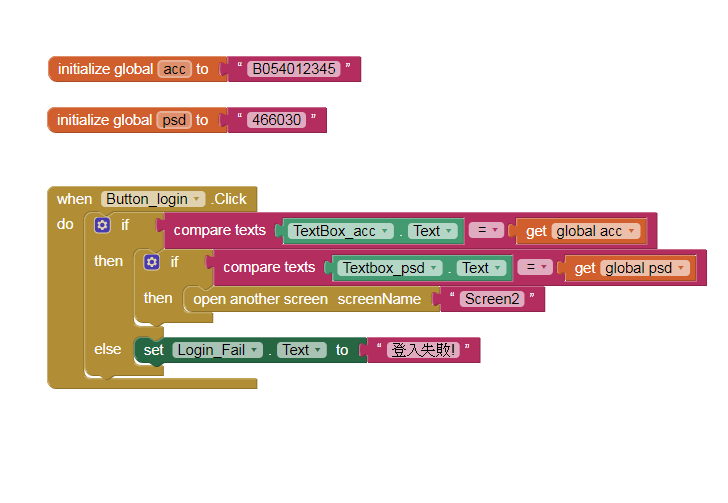 initialize global acc to " B054012345 "
initialize global psd to " 466030 "
when Button_login .Click
do if compare texts TextBox_acc . Text = get global acc
then if compare texts Textbox_psd . Text = get global psd
then open another screen screenName " Screen2 "
else set Login_Fail . Text to " 登入失敗! "